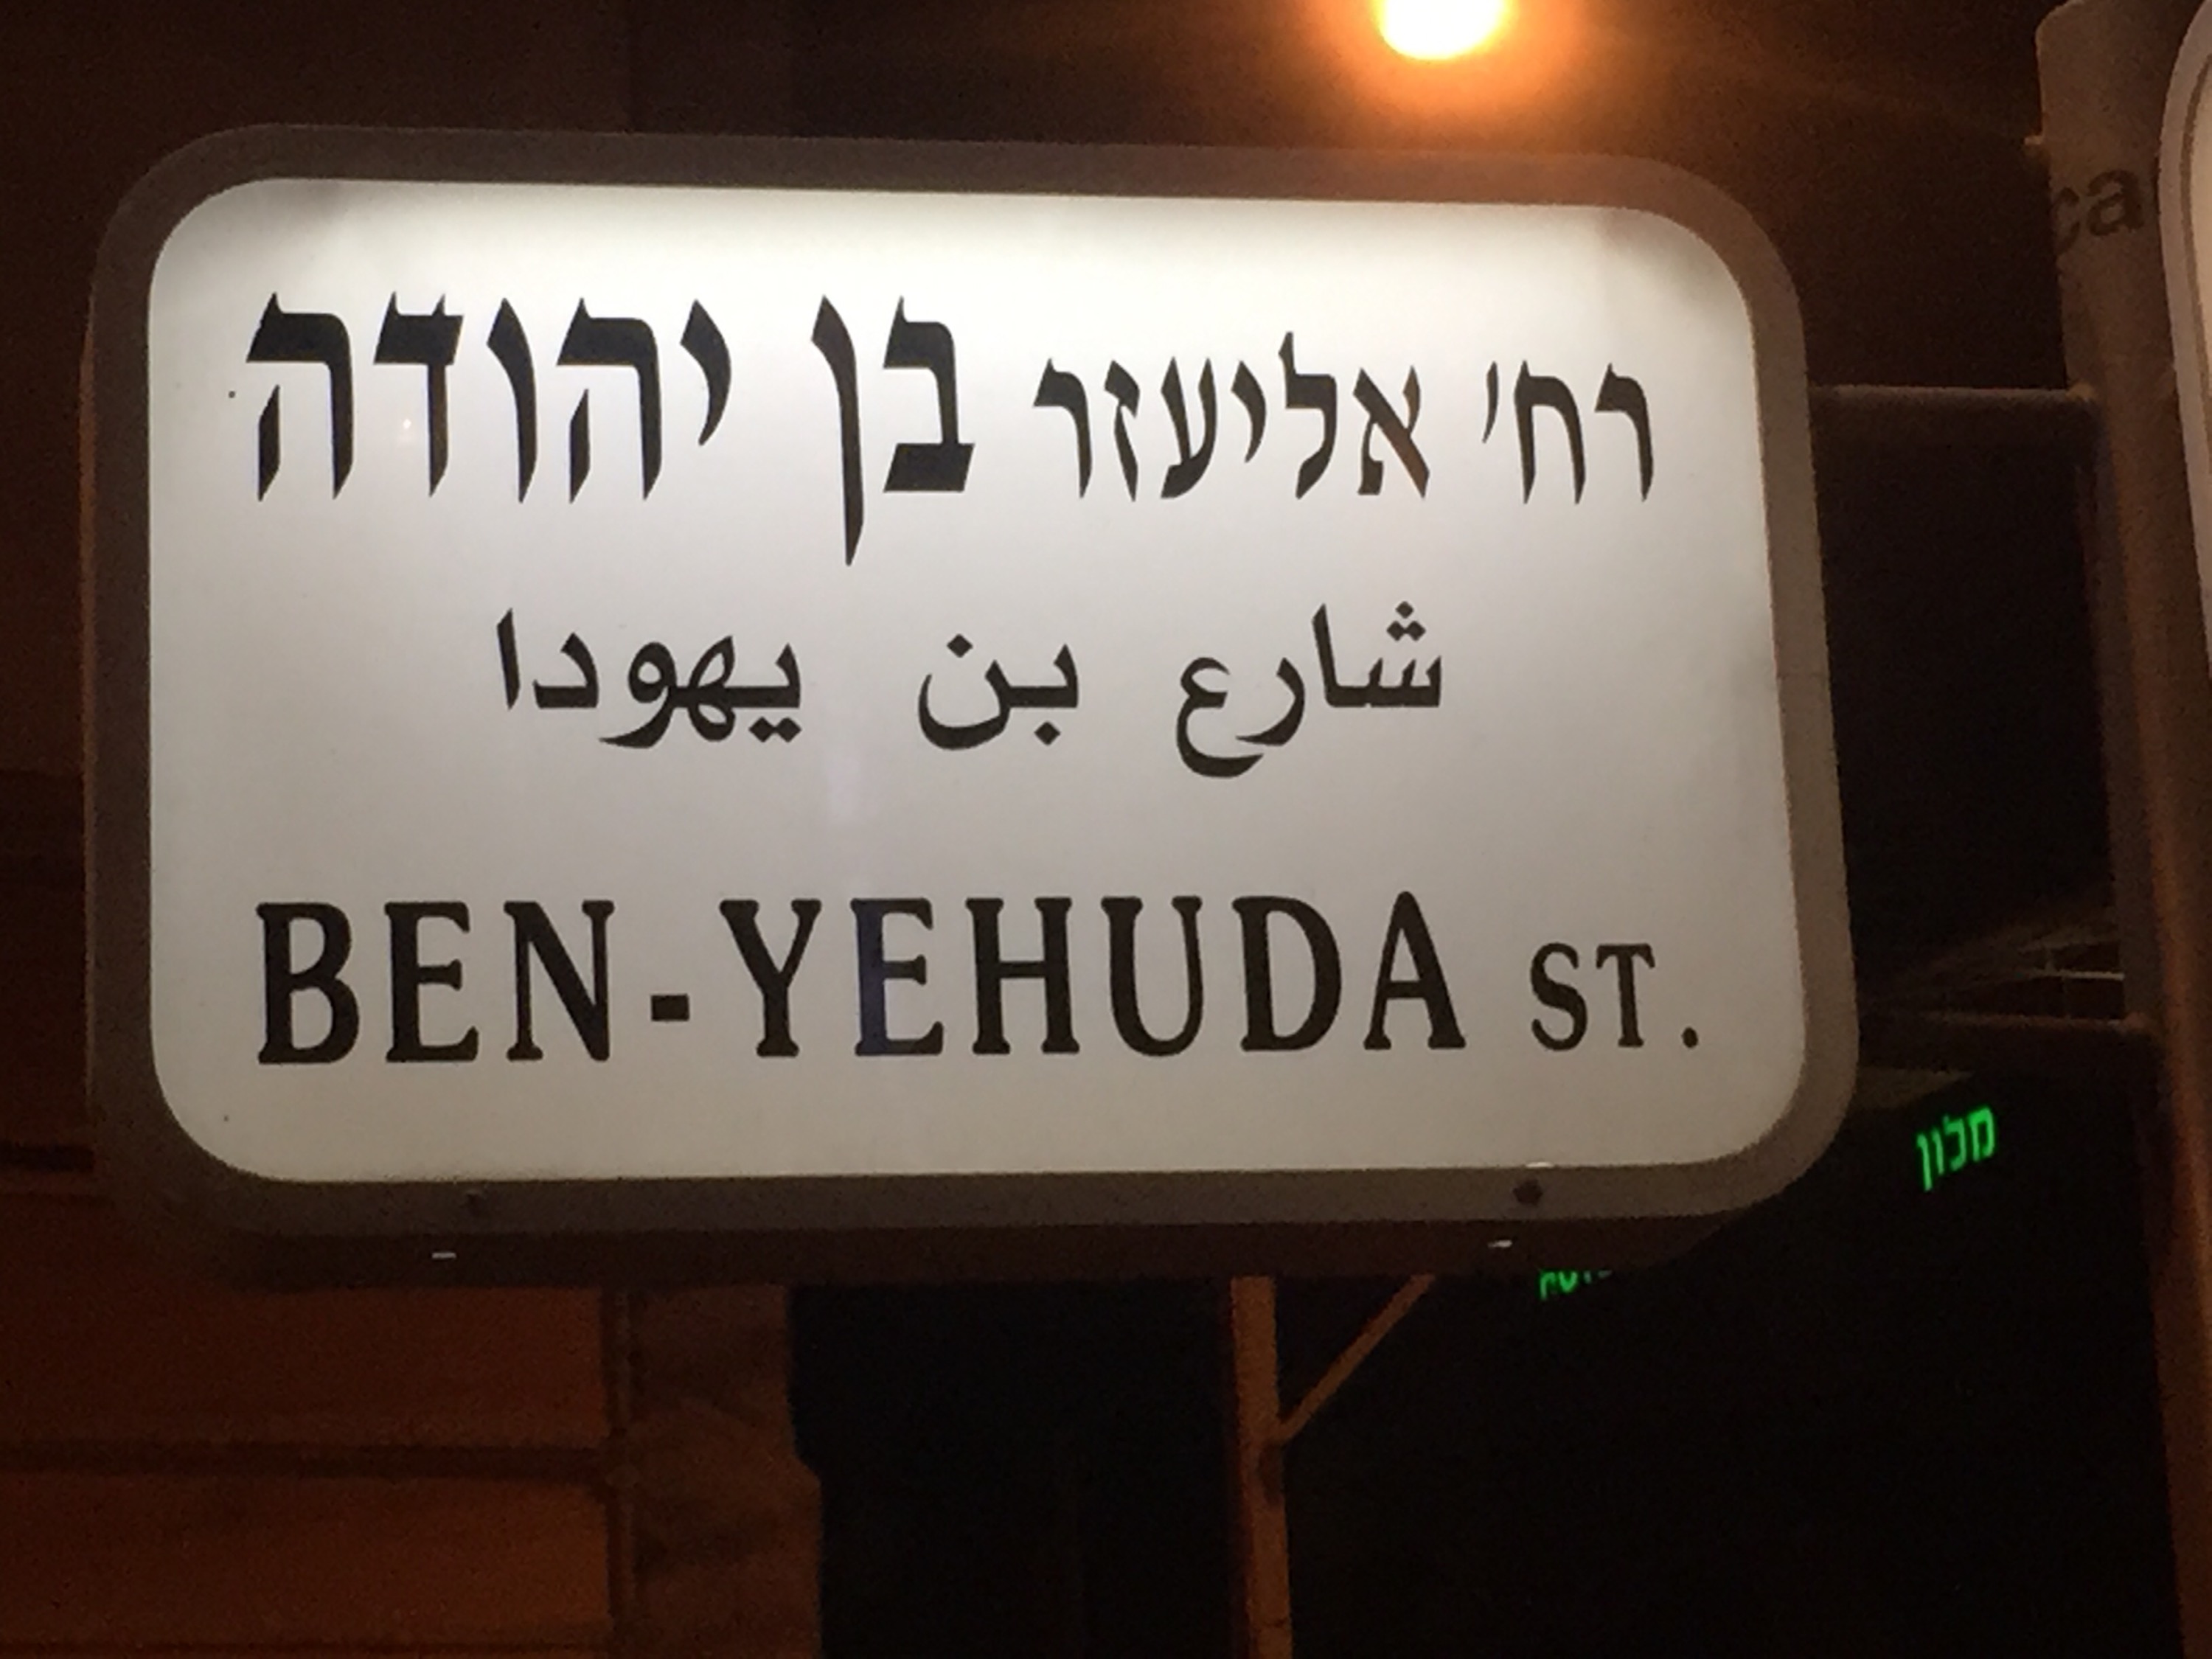 רח' אליעזר בן יהודה
شارع بن يهودا
BEN-YEHUDA ST.
מלון